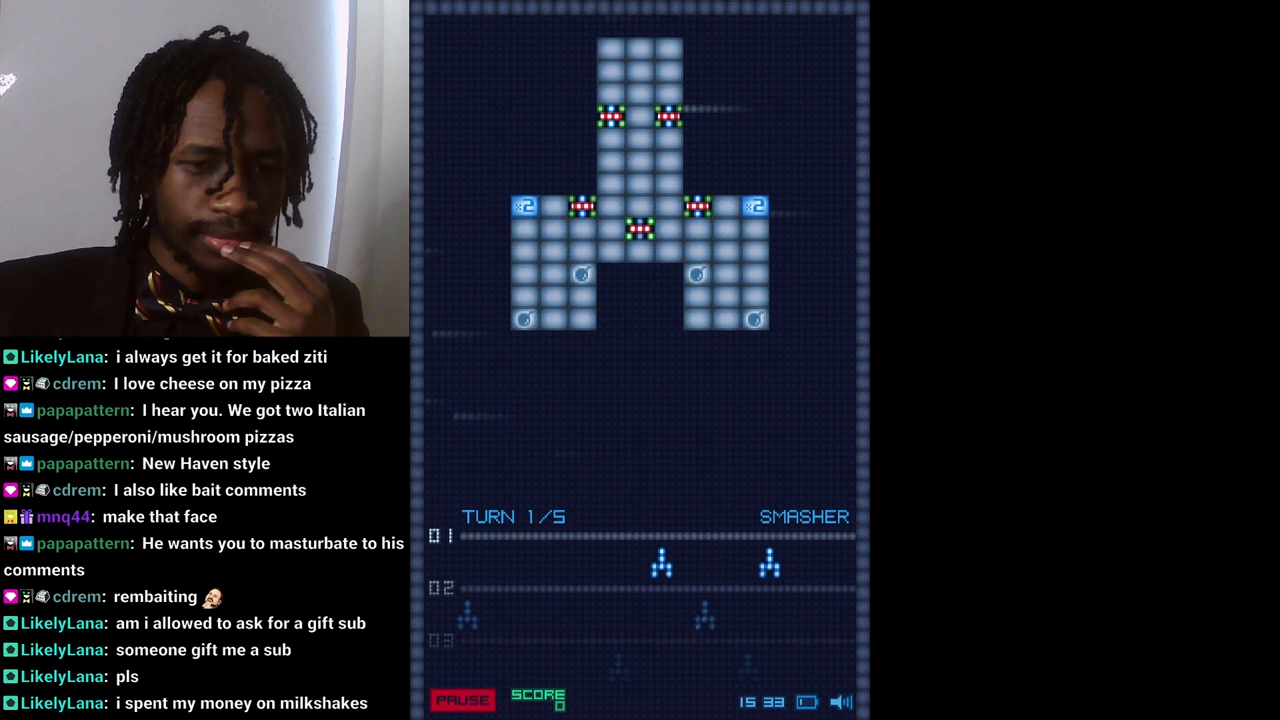 LikelyLana: i always get it for baked ziti
cdrem: I love cheese on my pizza
papapattern: I hear you. We got two Italian
sausage/pepperoni/mushroom pizzas
papapattern: New Haven style
cdrem: I also like bait comments
mnq44: make that face
papapattern: He wants you to masturbate to his
comments
cdrem: rembaiting
LikelyLana: am i allowed to ask for a gift sub
LikelyLana: someone gift me a sub
LikelyLana: pls
LikelyLana: i spent my money on milkshakes
2
2
TURN 1/5
SMASHER
01
02
03
PAUSE
SCORE
0
15 33